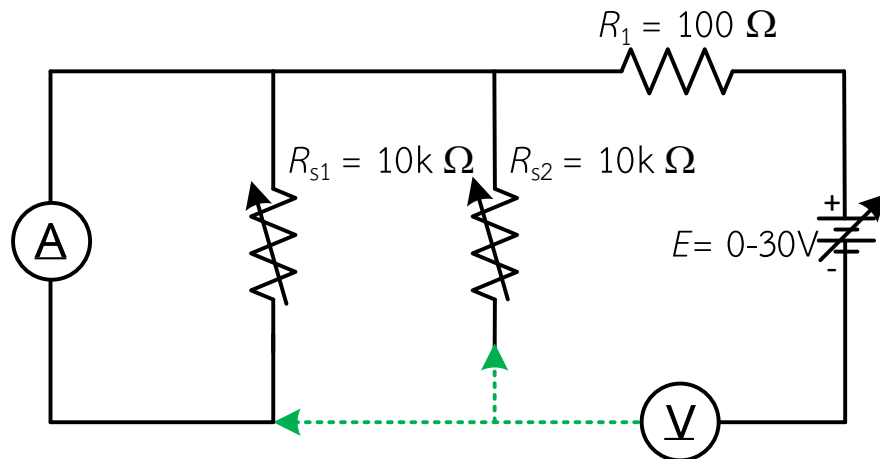 R1 = 100 Ω
Rs1 = 10k Ω
Rs2 = 10k Ω
A
+
E= 0-30V
-
V